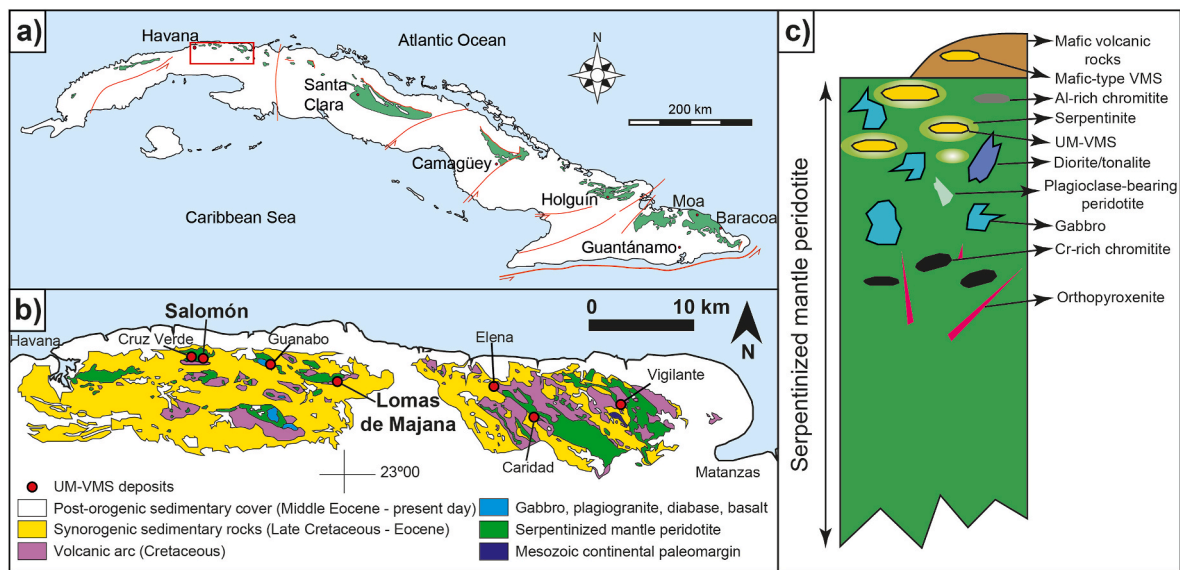 a)
Havana
Atlantic Ocean
N
Santa
Clara
200 km
Camagüey
Holguín
Moa
Baracoa
Caribbean Sea
Guantánamo
b)
Salomón
0 10 km
Havana
Cruz Verde
Guanabo
Elena
N
Vigilante
Lomas
de Majana
Caridad
23º00
Matanzas
UM-VMS deposits
Post-orogenic sedimentary cover (Middle Eocene - present day)
Synorogenic sedimentary rocks (Late Cretaceous - Eocene)
Volcanic arc (Cretaceous)
Gabbro, plagiogranite, diabase, basalt
Serpentinized mantle peridotite
Mesozoic continental paleomargin
c)
Serpentinized mantle peridotite
Mafic volcanic
rocks
Mafic-type VMS
Al-rich chromitite
Serpentinite
UM-VMS
Diorite/tonalite
Plagioclase-bearing
peridotite
Gabbro
Cr-rich chromitite
Orthopyroxenite